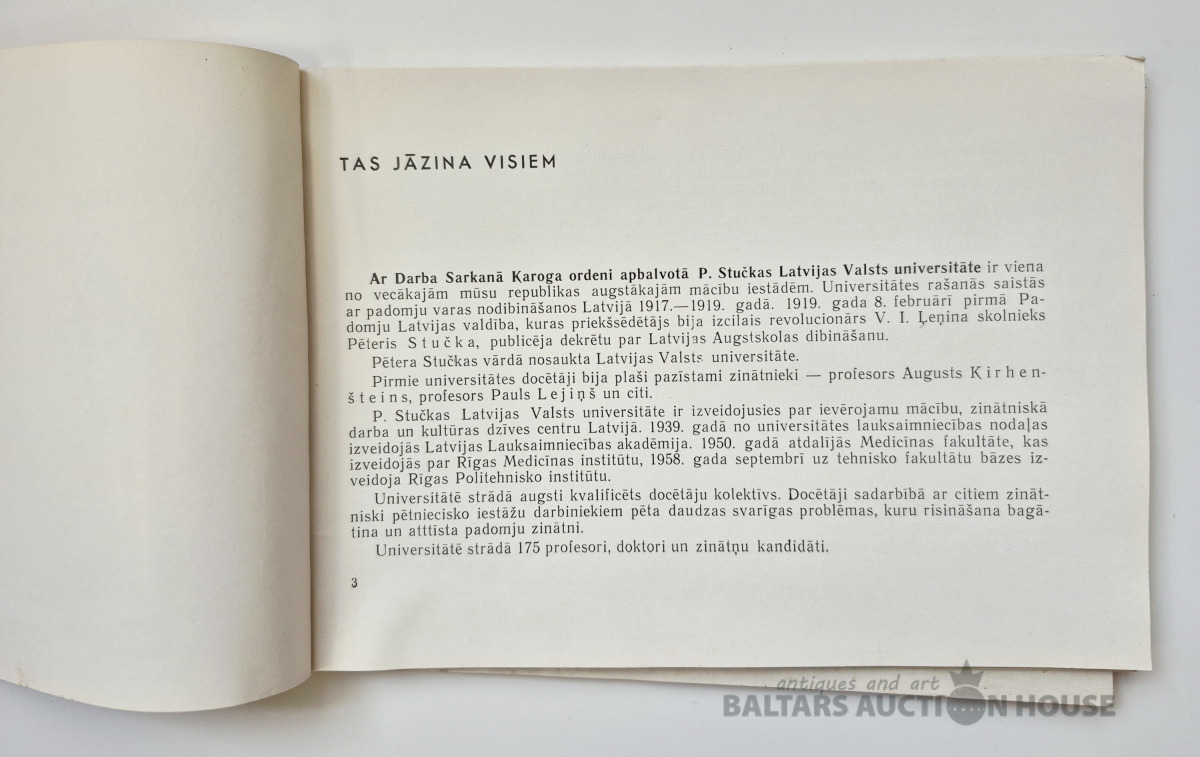 TAS JĀZINA VISIEM
Ar Darba Sarkanā Karoga ordeni apbalvotā P. Stučkas Latvijas Valsts universitāte ir viena
no vecākajām mūsu republikas augstākajām mācību iestādēm. Universitātes rašanās saistās
ar padomju varas nodibināšanos Latvijā 1917.—1919. gadā. 1919. gada 8. februārī pirmā Pa-
domju Latvijas valdība, kuras priekšsēdētājs bija izcilais revolucionārs V. I. Ļeņina skolnieks
Pēteris Stučka, publicēja dekrētu par Latvijas Augstskolas dibināšanu.
Pētera Stučkas vārdā nosaukta Latvijas Valsts universitāte.
Pirmie universitātes docētāji bija plaši pazīstami zinātnieki — profesors Augusts Kirhen-
šteins, profesors Pauls Lejiņš un citi.
P. Stučkas Latvijas Valsts universitāte ir izveidojusies par ievērojamu mācību, zinātniskā
darba un kultūras dzīves centru Latvijā. 1939. gadā no universitātes lauksaimniecības nodaļas
izveidojās Latvijas Lauksaimniecības akadēmija. 1950. gadā atdalījās Medicīnas fakultāte, kas
izveidojās par Rīgas Medicīnas institūtu, 1958. gada septembrī uz tehnisko fakultātu bāzes iz-
veidoja Rīgas Politehnisko institūtu.
Universitātē strādā augsti kvalificēts docētāju kolektīvs. Docētāji sadarbībā ar citiem zināt-
niski pētniecisko iestāžu darbiniekiem pēta daudzas svarīgas problēmas, kuru risināšana bagā-
tina un atttīsta padomju zinātni.
Universitātē strādā 175 profesori, doktori un zinātņu kandidāti.
3
antiques and art
BALTARS AUCTION HOUSE